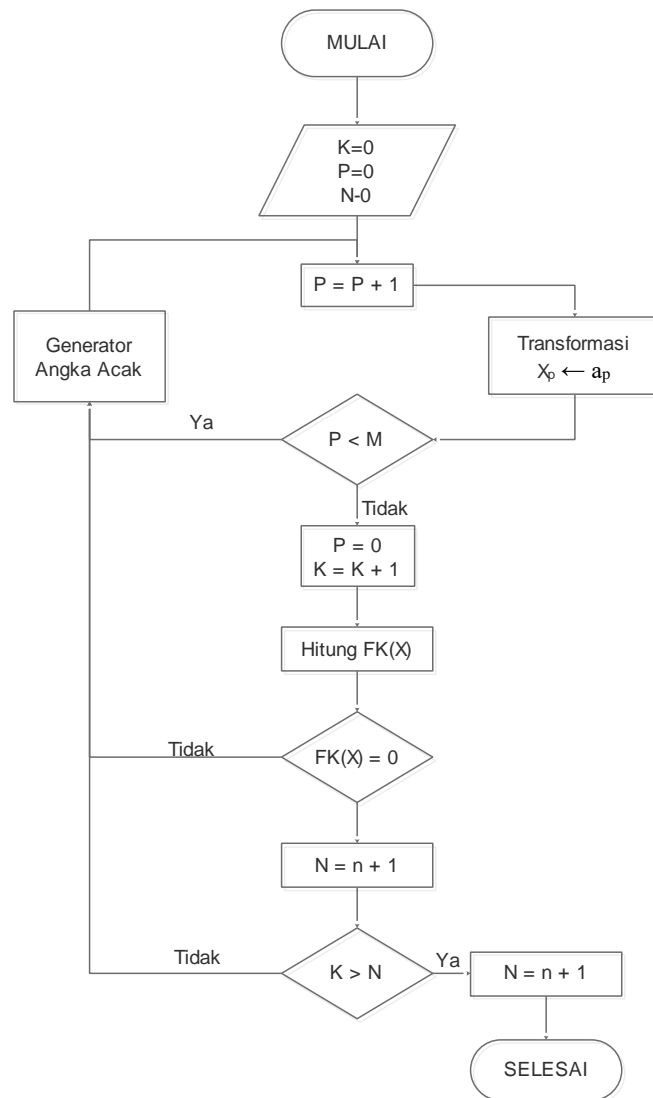 MULAI
K=0
P=0
N-0
P = P + 1
Generator
Angka Acak
Transformasi
Xₚ ← aₚ
Ya
P < M
Tidak
P = 0
K = K + 1
Hitung FK(X)
Tidak
FK(X) = 0
N = n + 1
Tidak
K > N
Ya
N = n + 1
SELESAI